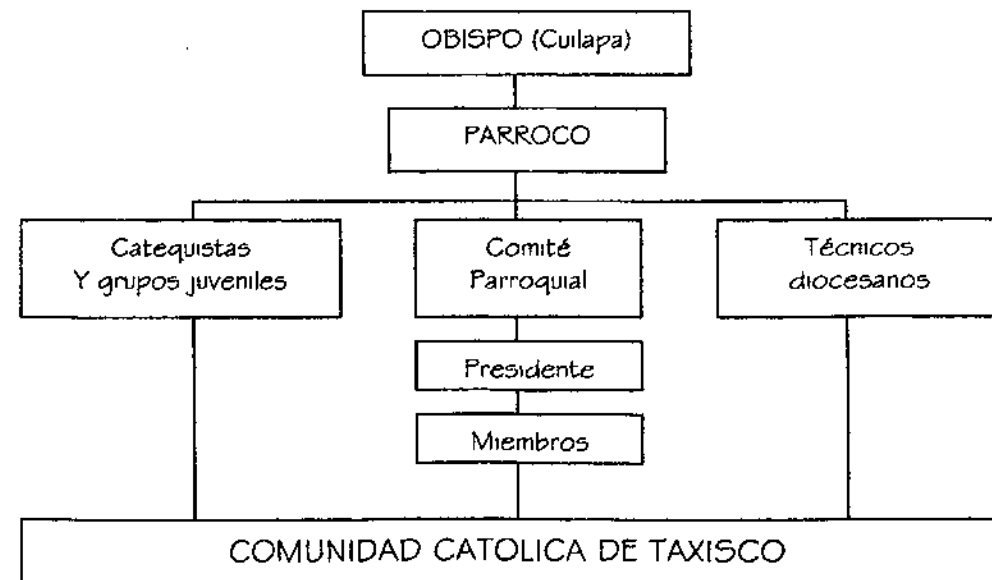 OBISPO (Cuilapa)
PARROCO
Catequistas
Y grupos juveniles
Comité
Parroquial
Técnicos
diocesanos
Presidente
Miembros
COMUNIDAD CATOLICA DE TAXISCO